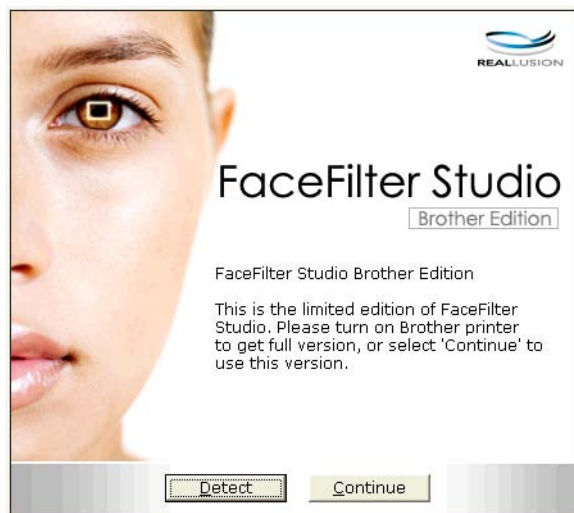 REALLUSION
FaceFilter Studio
Brother Edition
FaceFilter Studio Brother Edition
This is the limited edition of FaceFilter
Studio. Please turn on Brother printer
to get full version, or select 'Continue' to
use this version.
Detect
Continue